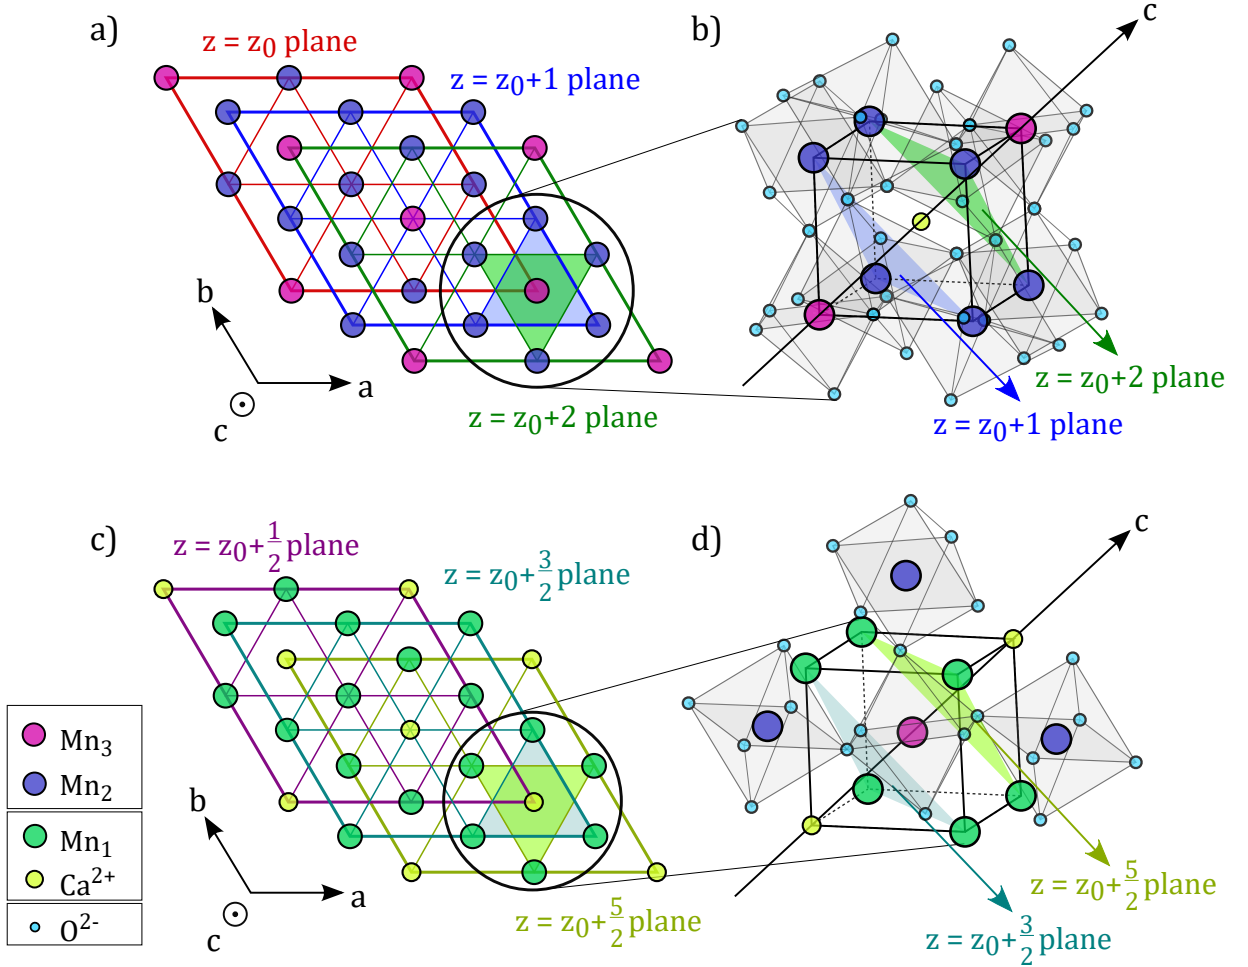 a)
z = z₀ plane
z = z₀+1 plane
z = z₀+2 plane
b
a
c
b)
c
z = z₀+2 plane
z = z₀+1 plane
c)
z = z₀+1/2 plane
z = z₀+3/2 plane
z = z₀+5/2 plane
b
a
c
d)
c
z = z₀+5/2 plane
z = z₀+3/2 plane
Mn₃
Mn₂
Mn₁
Ca²⁺
O²⁻